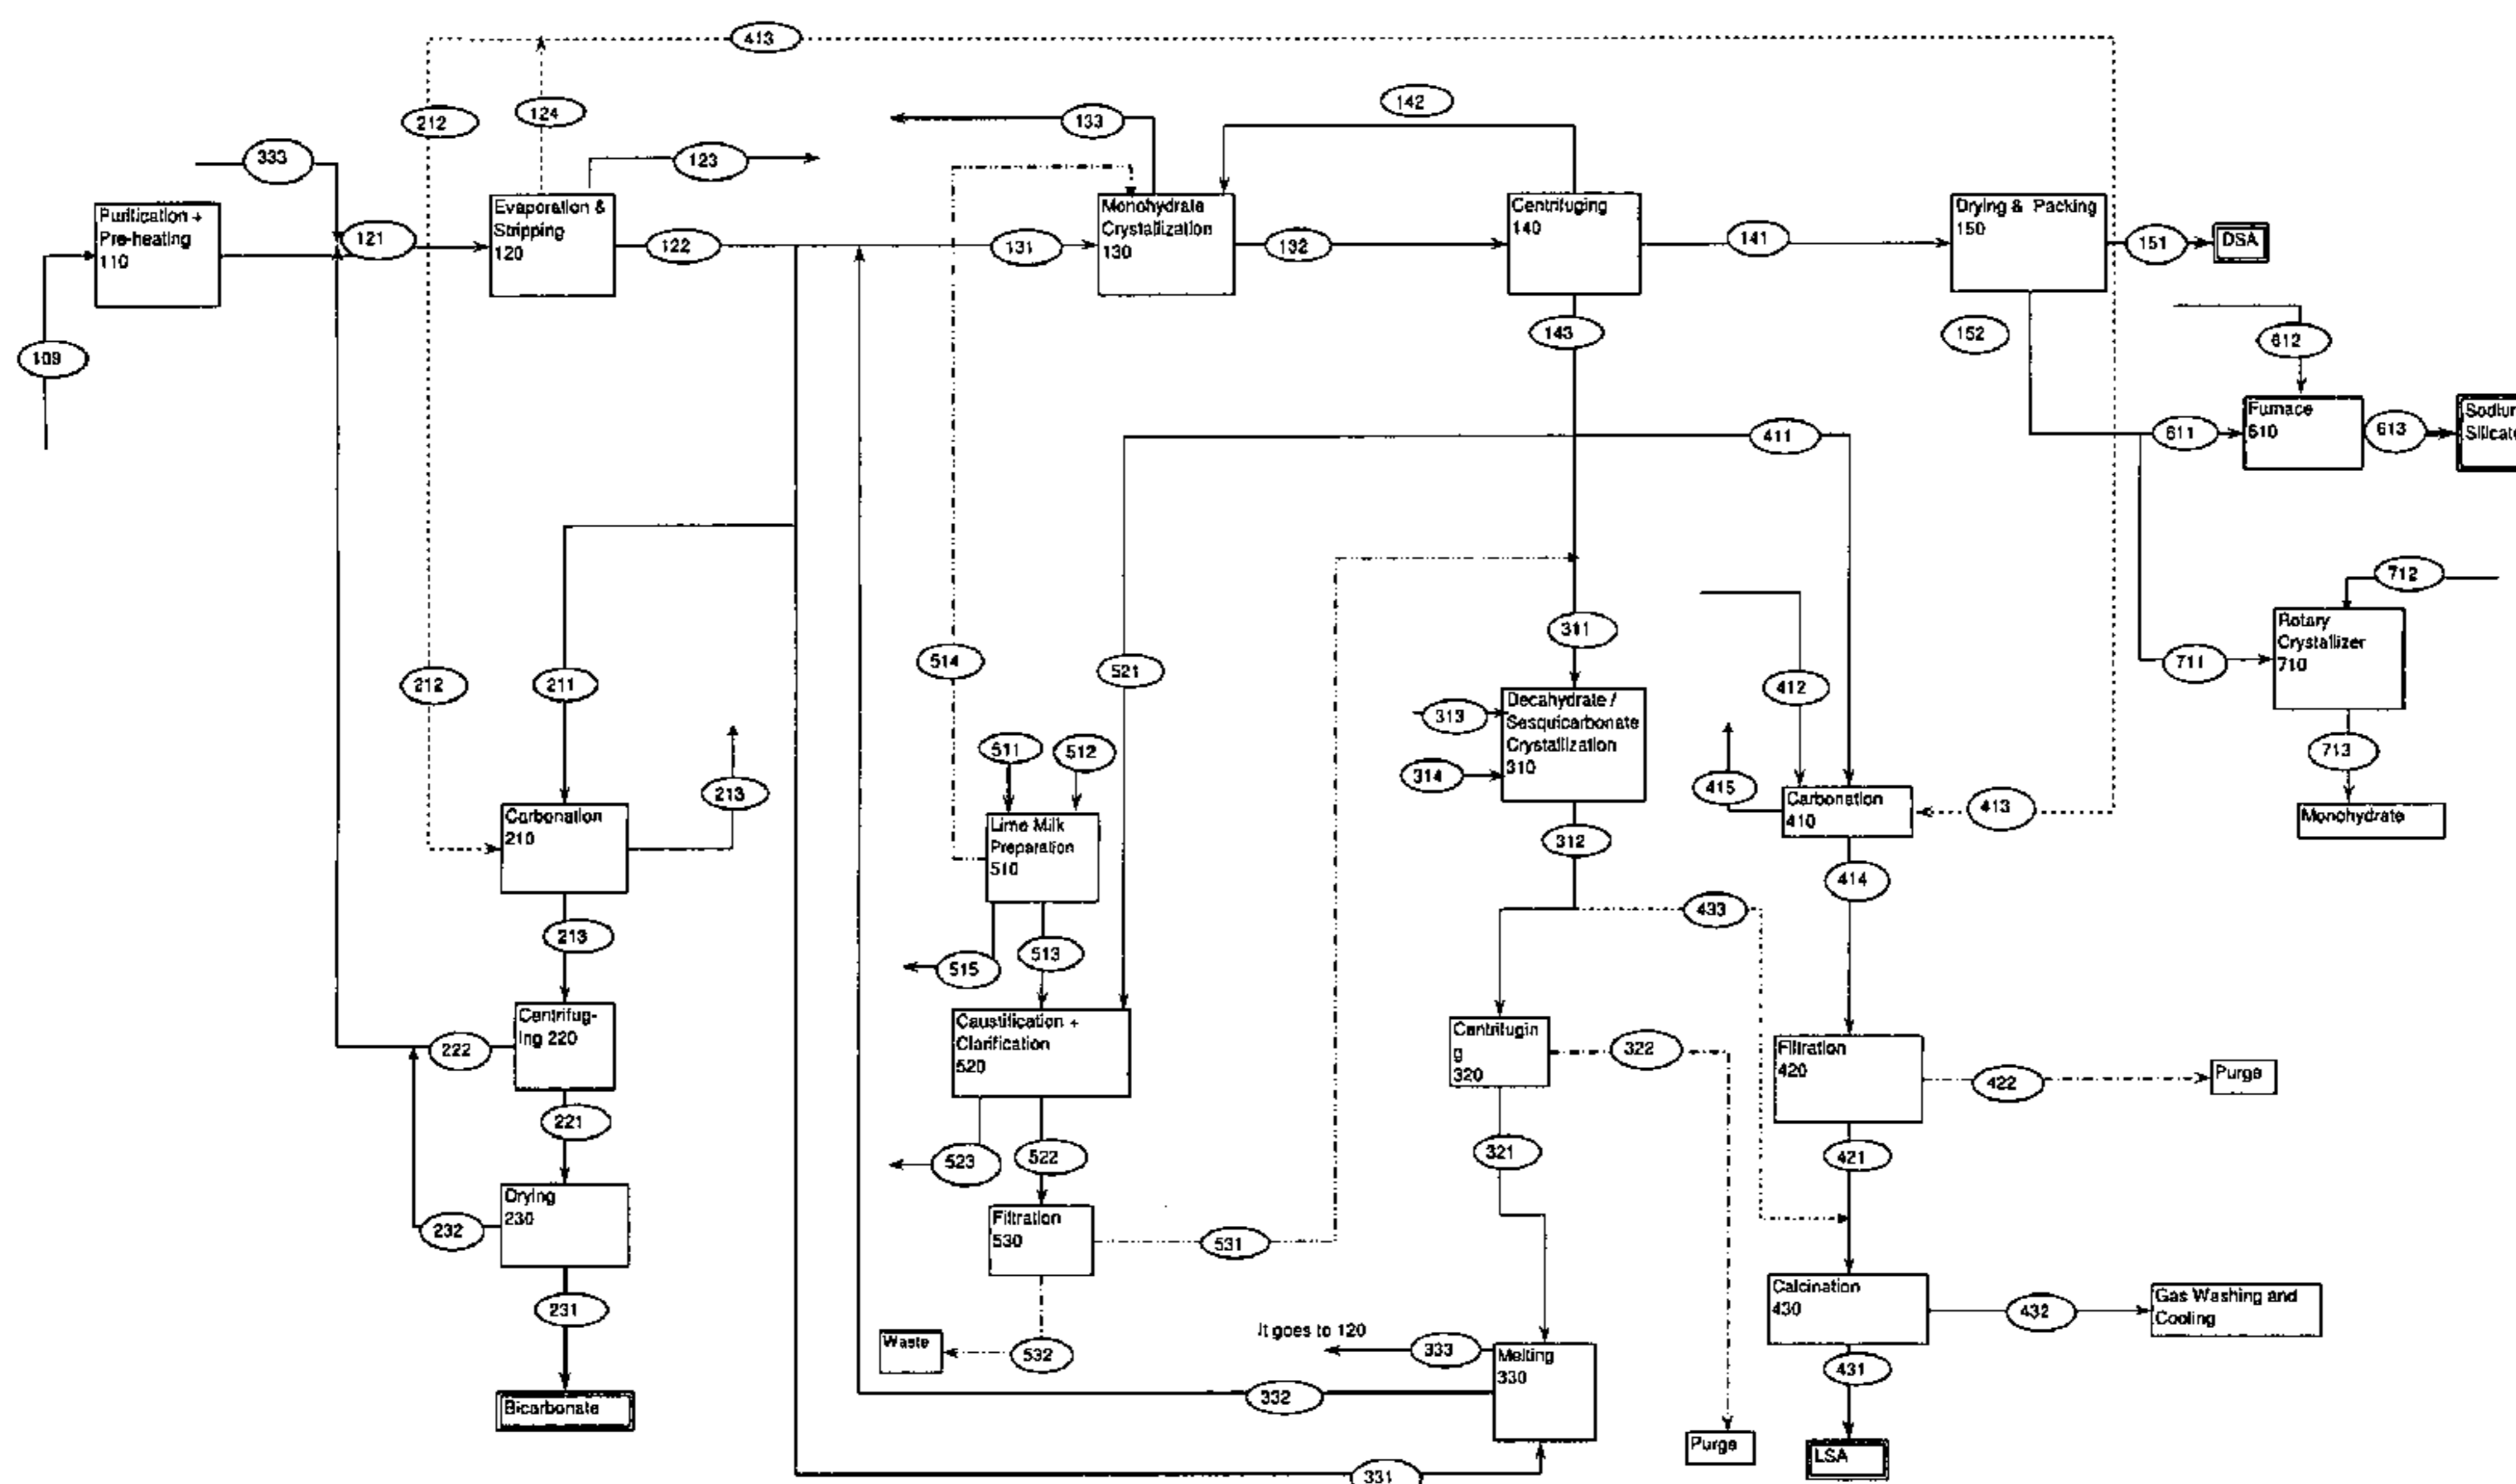 413
212
124
133
142
333
123
Purification +
Pre-heating
110
121
Evaporation &
Stripping
120
122
131
Monohydrate
Crystallization
130
132
Centrifuging
140
141
Drying & Packing
150
151
DSA
109
143
152
612
411
611
Furnace
610
613
Sodiu
Silicat
712
311
Rotary
Crystallizer
710
711
514
521
212
211
412
Decahydrate /
Sesquicarbonate
Crystallization
310
313
314
511
512
713
213
415
Carbonation
210
Lime Milk
Preparation
510
Carbonation
410
413
Monohydrate
312
414
433
213
515
513
Centrifug-
ing 220
222
Caustification +
Clarification
520
Centrifugin
g
320
322
Filtration
420
422
Purge
221
523
522
321
421
Drying
230
232
Filtration
530
531
Calcination
430
432
Gas Washing and
Cooling
231
Waste
532
It goes to 120
333
Melting
330
431
332
Bicarbonate
Purge
LSA
331